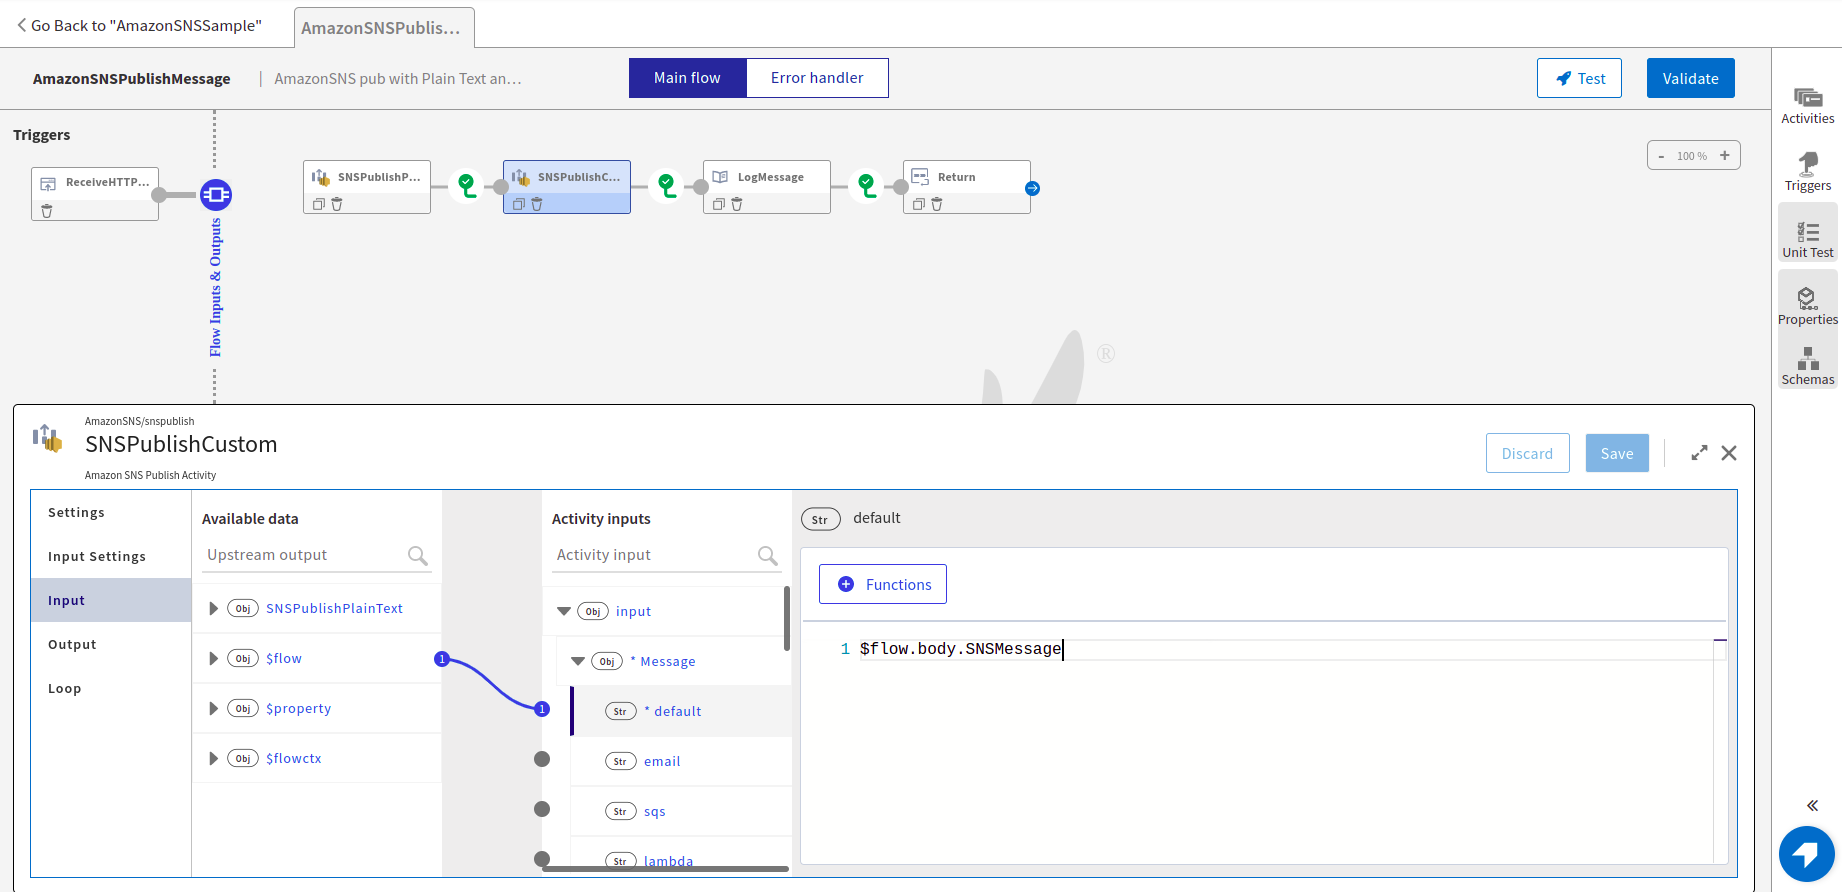 Go Back to "AmazonSNSSample"
AmazonSNSPublis...
AmazonSNSPublishMessage
AmazonSNS pub with Plain Text an...
Main flow
Error handler
Test
Validate
Triggers
ReceiveHTTP...
Flow Inputs & Outputs
SNSPublishP...
SNSPublishC...
LogMessage
Return
- 100 % +
®
Activities
Triggers
Unit Test
Properties
Schemas
AmazonSNS/snspublish
SNSPublishCustom
Amazon SNS Publish Activity
Discard
Save
Settings
Input Settings
Input
Output
Loop
Available data
Upstream output
Obj SNSPublishPlainText
Obj $flow
Obj $property
Obj $flowctx
1
1
Activity inputs
Activity input
Obj input
Obj * Message
Str * default
Str email
Str sqs
Str lambda
Str default
Functions
1 $flow.body.SNSMessage